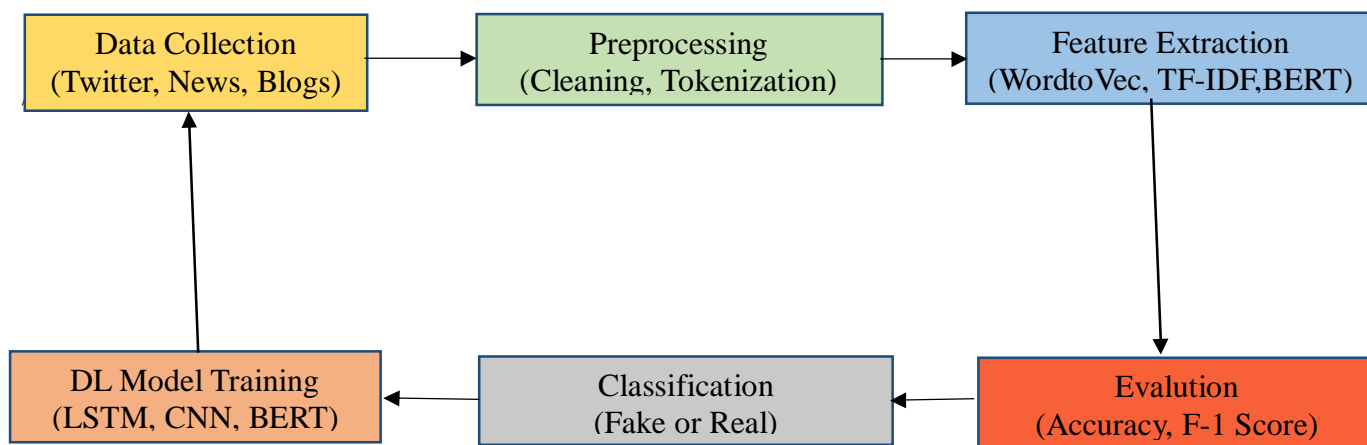 Data Collection
(Twitter, News, Blogs)
Preprocessing
(Cleaning, Tokenization)
Feature Extraction
(WordtoVec, TF-IDF,BERT)
DL Model Training
(LSTM, CNN, BERT)
Classification
(Fake or Real)
Evalution
(Accuracy, F-1 Score)